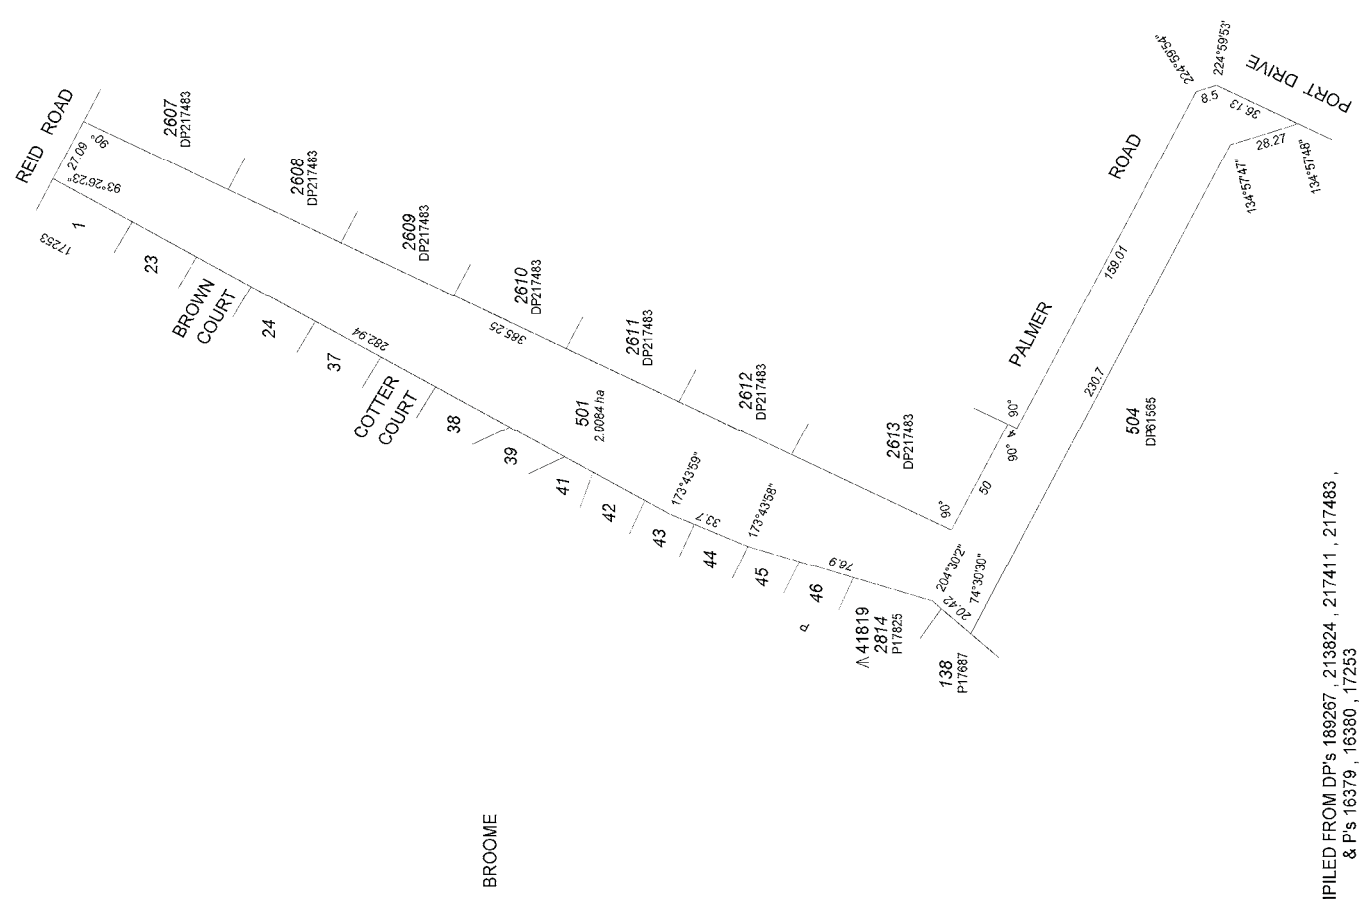 REID ROAD
27.09
90°
93°26'23"
2607
DP217483
2608
DP217483
2609
DP217483
2610
DP217483
2611
DP217483
2612
DP217483
2613
DP217483
17253
1
23
BROWN
COURT
24
37
COTTER
COURT
38
39
41
42
43
44
45
46
282.94
365.25
501
2.0084 ha
173°43'59"
33.7
173°43'58"
76.9
90°
50
90°
4
90°
PALMER
ROAD
159.01
230.7
504
DP61565
224°59'54"
224°59'53"
8.5
36.13
PORT DRIVE
28.27
134°57'47"
134°57'48"
204°30'2"
74°30'30"
20.42
41819
2814
P17825
138
P17687
BROOME
IPILED FROM DP's 189267 , 213824 , 217411 , 217483 ,
& P's 16379 , 16380 , 17253